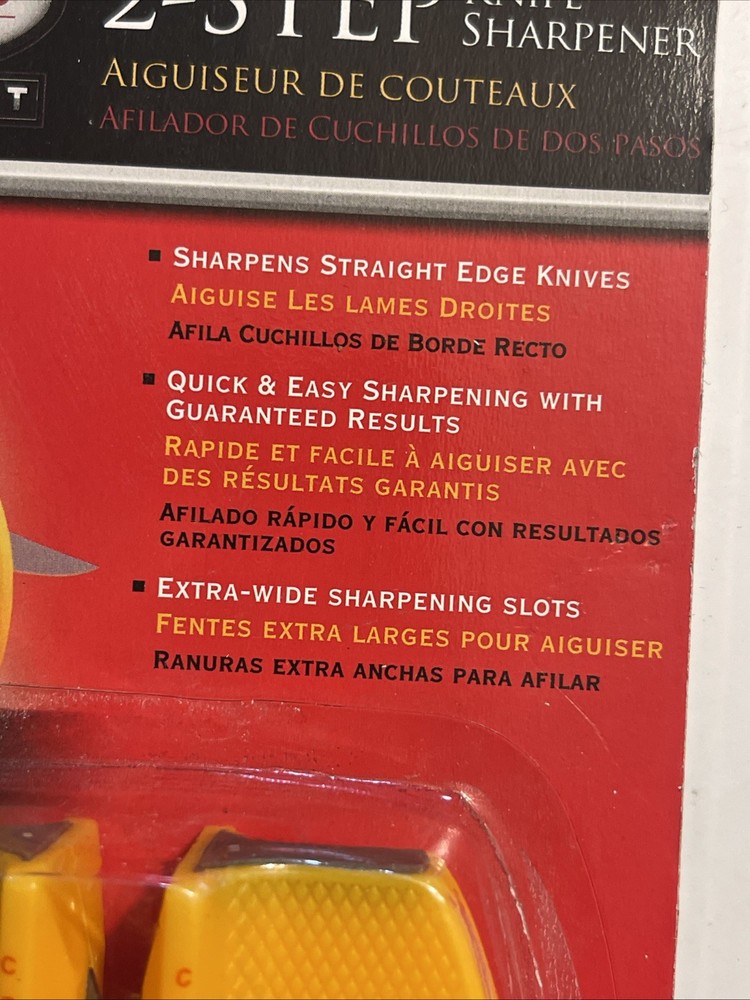 2-STEP KNIFE
SHARPENER
T
AIGUISEUR DE COUTEAUX
AFILADOR DE CUCHILLOS DE DOS PASOS
▪ SHARPENS STRAIGHT EDGE KNIVES
AIGUISE LES LAMES DROITES
AFILA CUCHILLOS DE BORDE RECTO
▪ QUICK & EASY SHARPENING WITH
GUARANTEED RESULTS
RAPIDE ET FACILE À AIGUISER AVEC
DES RÉSULTATS GARANTIS
AFILADO RÁPIDO Y FÁCIL CON RESULTADOS
GARANTIZADOS
▪ EXTRA-WIDE SHARPENING SLOTS
FENTES EXTRA LARGES POUR AIGUISER
RANURAS EXTRA ANCHAS PARA AFILAR
C
C